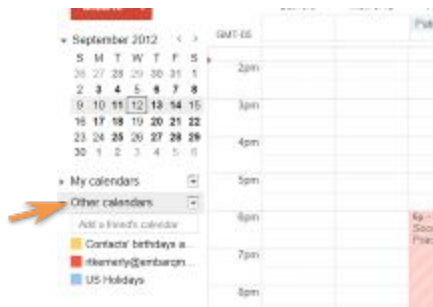 September 2012 < >
S M T W T F S
26 27 28 29 30 31 1
2 3 4 5 6 7 8
9 10 11 12 13 14 15
16 17 18 19 20 21 22
23 24 25 26 27 28 29
30 1 2 3 4 5 6
My calendars
Other calendars
Add a friend's calendar
Contacts' birthdays a...
US Holidays
GMT-05
2pm
3pm
4pm
5pm
6pm
7pm
8pm
6p –